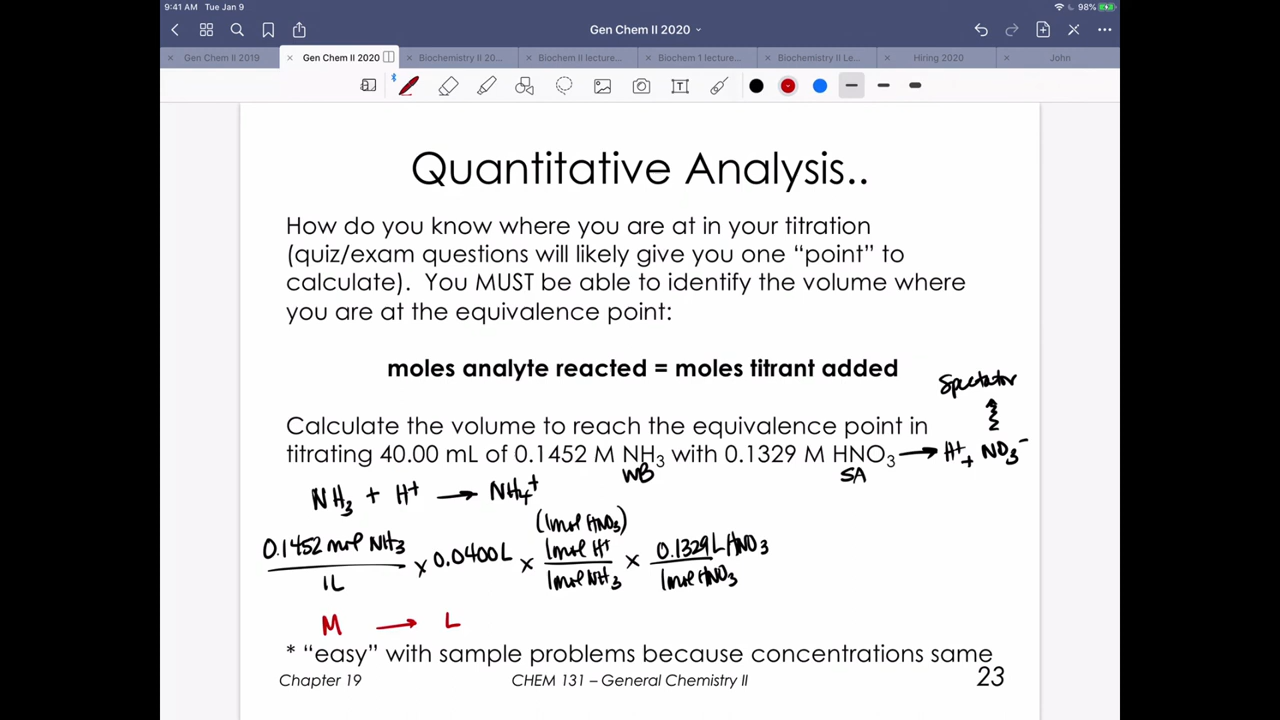 9:41 AM Tue Jan 9
98%
Gen Chem II 2020
Gen Chem II 2019
Gen Chem II 2020
Biochemistry II 20...
Biochem II lecture...
Biochem 1 lecture...
Biochemistry II Le...
Hiring 2020
John
Quantitative Analysis..
How do you know where you are at in your titration
(quiz/exam questions will likely give you one “point” to
calculate). You MUST be able to identify the volume where
you are at the equivalence point:
moles analyte reacted = moles titrant added
Spectator
Calculate the volume to reach the equivalence point in
titrating 40.00 mL of 0.1452 M NH₃ with 0.1329 M HNO₃ → H⁺ + NO₃⁻
WB SA
NH₃ + H⁺ → NH₄⁺
(1mol HNO₃)
0.1452 mol NH₃ × 0.0400L × 1mol H⁺ × 0.1329L HNO₃
1L 1mol NH₃ 1mol HNO₃
M → L
* “easy” with sample problems because concentrations same
Chapter 19 CHEM 131 – General Chemistry II 23